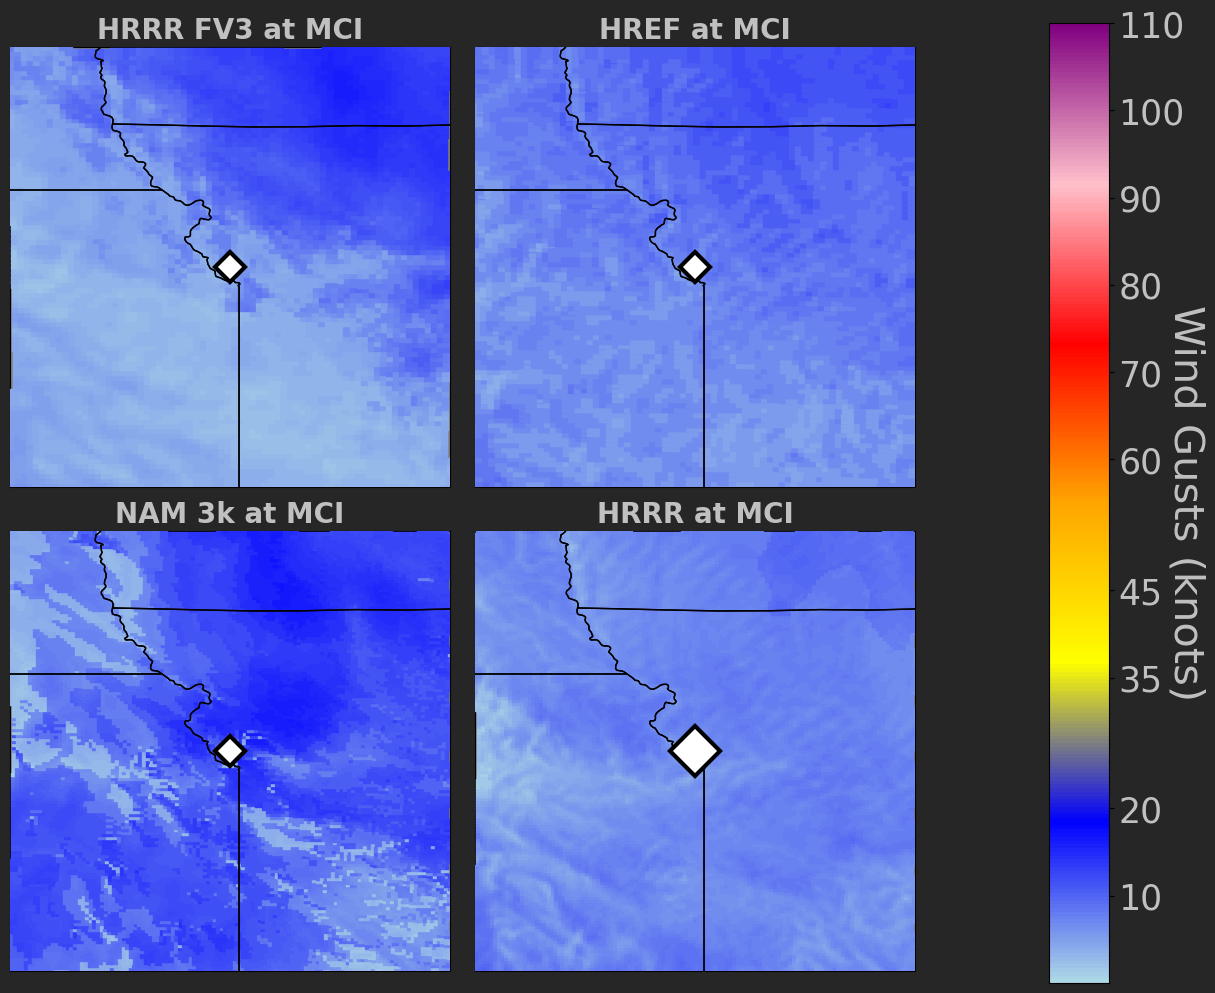 HRRR FV3 at MCI
HREF at MCI
NAM 3k at MCI
HRRR at MCI
110
100
90
80
70
60
45
35
20
10
Wind Gusts (knots)